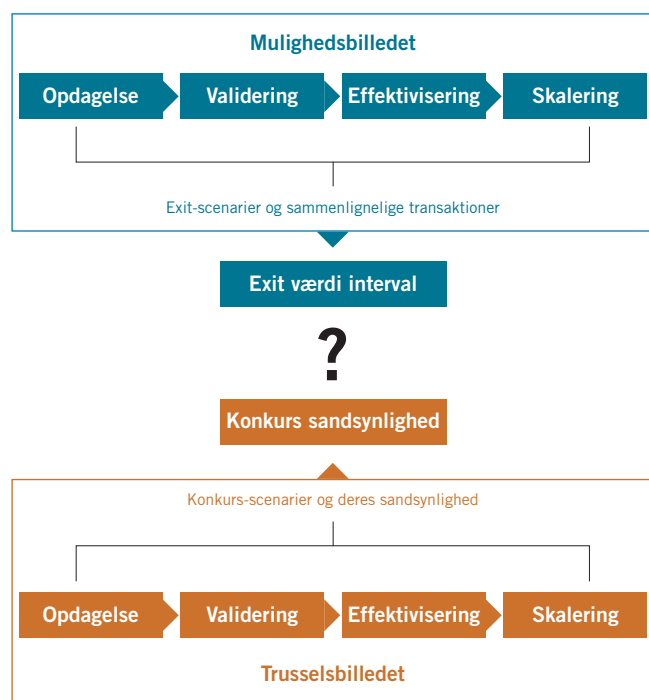 Mulighedsbilledet
Opdagelse
Validering
Effektivisering
Skalering
Exit-scenarier og sammenlignelige transaktioner
Exit værdi interval
?
Konkurs sandsynlighed
Konkurs-scenarier og deres sandsynlighed
Opdagelse
Validering
Effektivisering
Skalering
Trusselsbilledet